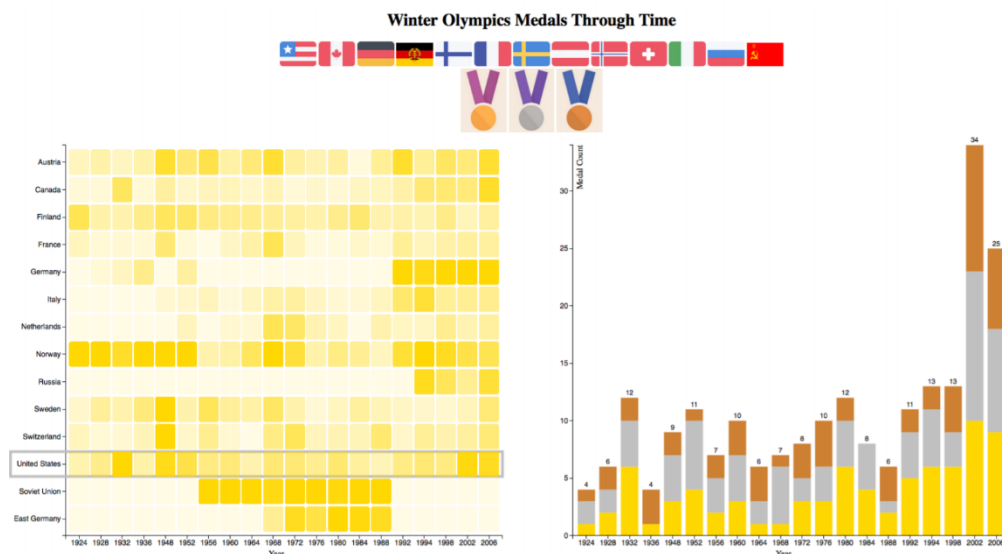 Winter Olympics Medals Through Time
Austria
Canada
Finland
France
Germany
Italy
Netherlands
Norway
Russia
Sweden
Switzerland
United States
Soviet Union
East Germany
1924 1928 1932 1936 1948 1952 1956 1960 1964 1968 1972 1976 1980 1984 1988 1992 1994 1998 2002 2006
Year
Medal Count
30
25
20
15
10
5
0
4 6 12 4 9 11 7 10 6 7 8 10 12 8 6 11 13 13 34 25
1924 1928 1932 1936 1948 1952 1956 1960 1964 1968 1972 1976 1980 1984 1988 1992 1994 1998 2002
Year